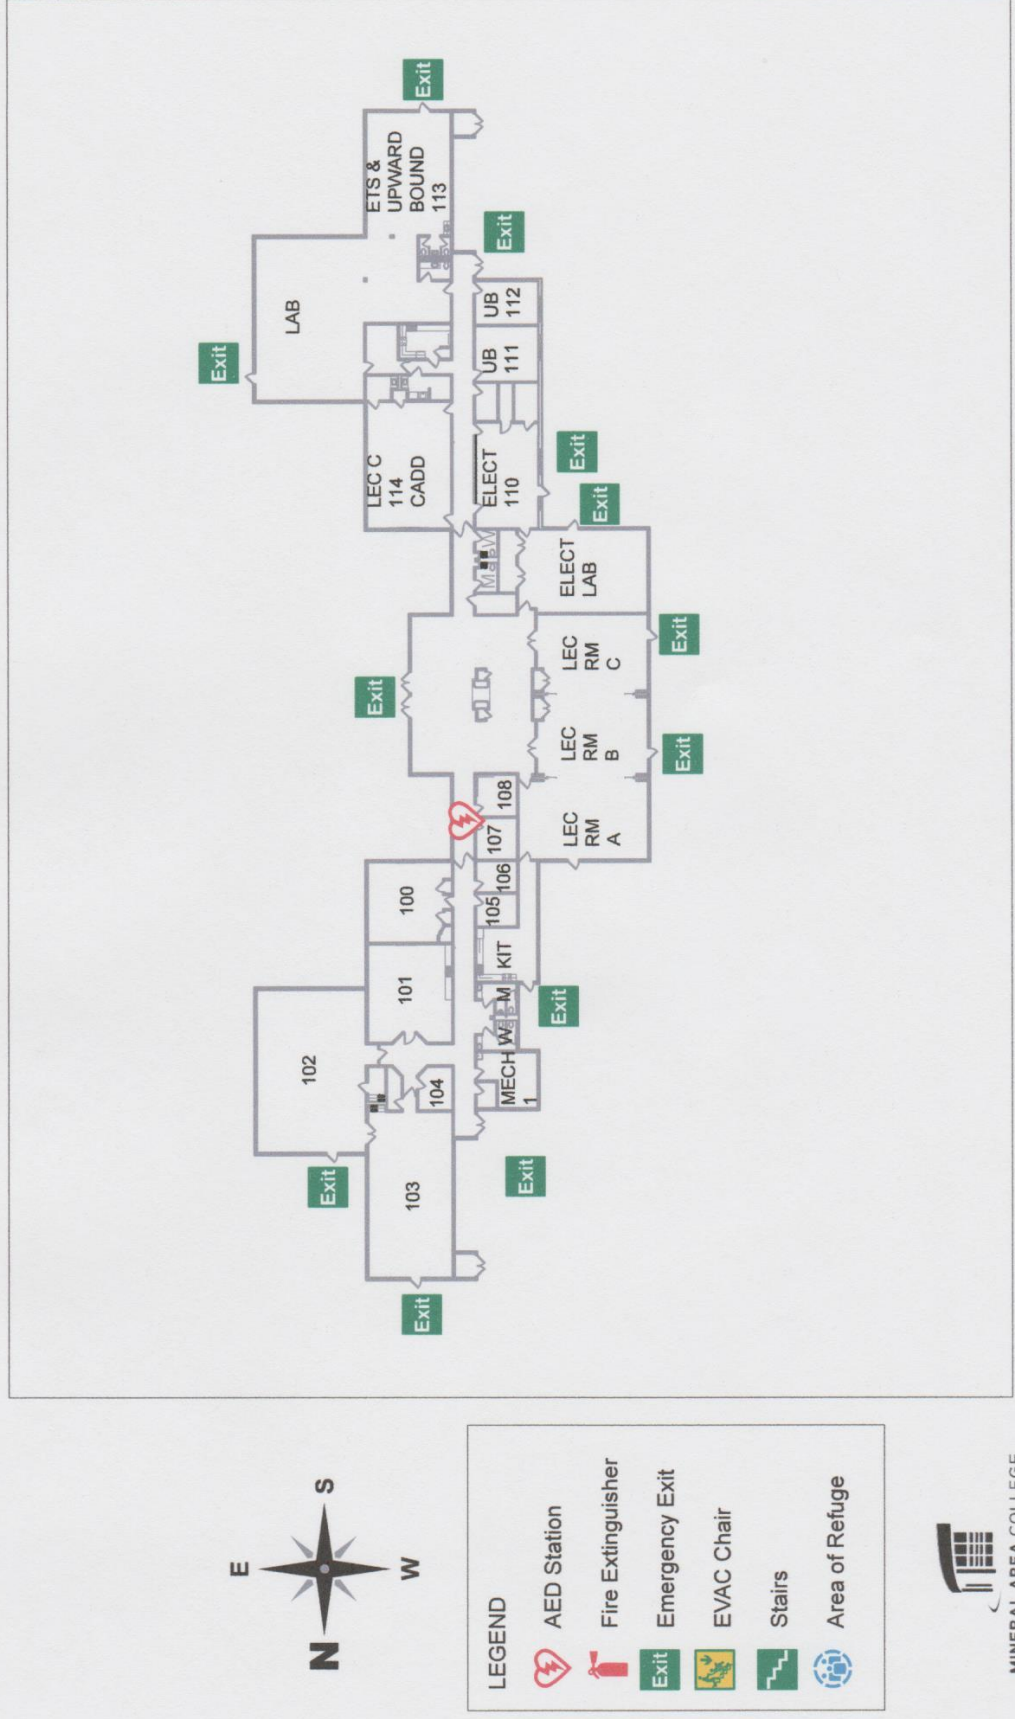 E
N
S
W
LEGEND
AED Station
Fire Extinguisher
Exit
Emergency Exit
EVAC Chair
Stairs
Area of Refuge
MINERAL AREA COLLEGE
Exit
102
Exit
103
Exit
104
101
100
Exit
MECH
1
W
M
KIT
105
106
107
108
Exit
Exit
LEC
RM
A
LEC
RM
B
LEC
RM
C
Exit
Exit
ELECT
LAB
Exit
Exit
M
W
ELECT
110
LEC C
114
CADD
UB
111
UB
112
LAB
Exit
ETS &
UPWARD
BOUND
113
Exit
Exit